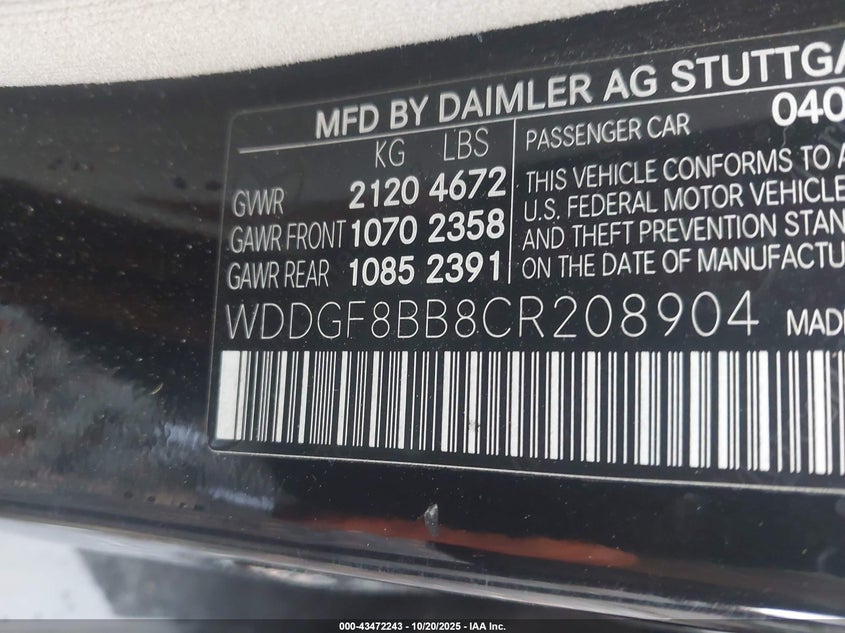 MFD BY DAIMLER AG STUTTGA
KG LBS
GVWR 2120 4672
GAWR FRONT 1070 2358
GAWR REAR 1085 2391
PASSENGER CAR 040
THIS VEHICLE CONFORMS TO A
U.S. FEDERAL MOTOR VEHICLE
AND THEFT PREVENTION STAN
ON THE DATE OF MANUFACTU
WDDGF8BB8CR208904 MADE
000-43472243 | 10/20/2025 - IAA Inc.